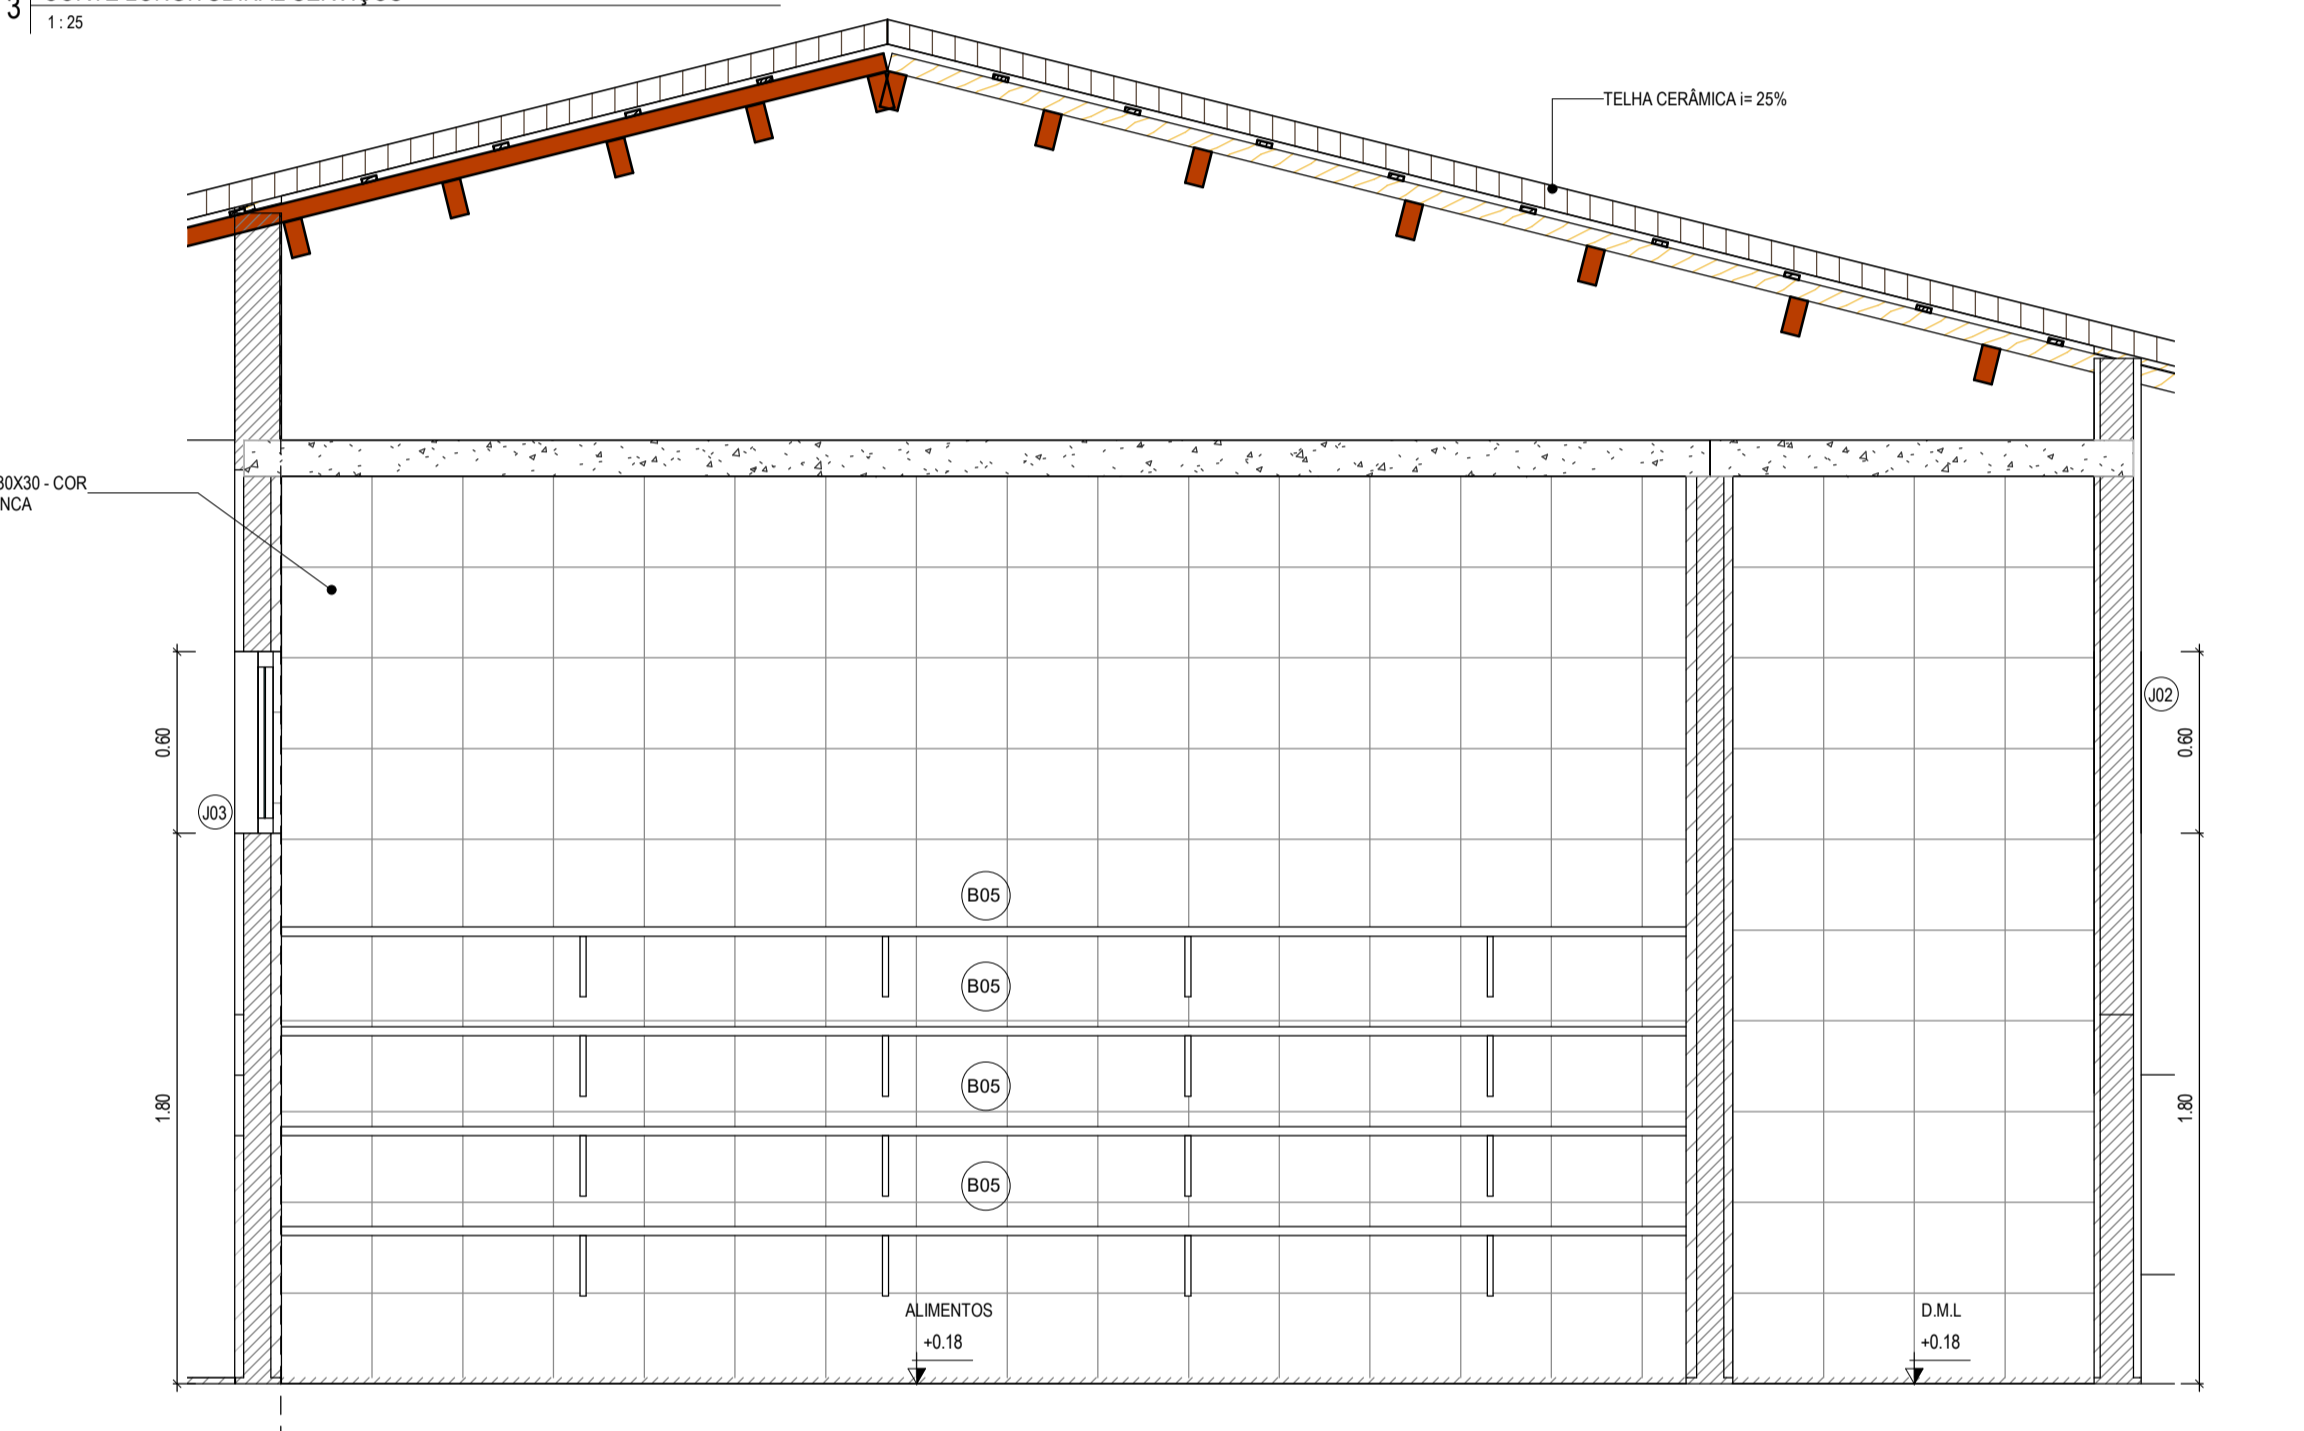 3
1 : 25
TELHA CERÂMICA i= 25%
30X30 - COR
NCA
J02
0.60
0.60
J03
B05
B05
B05
B05
1.80
1.80
ALIMENTOS
+0.18
D.M.L
+0.18